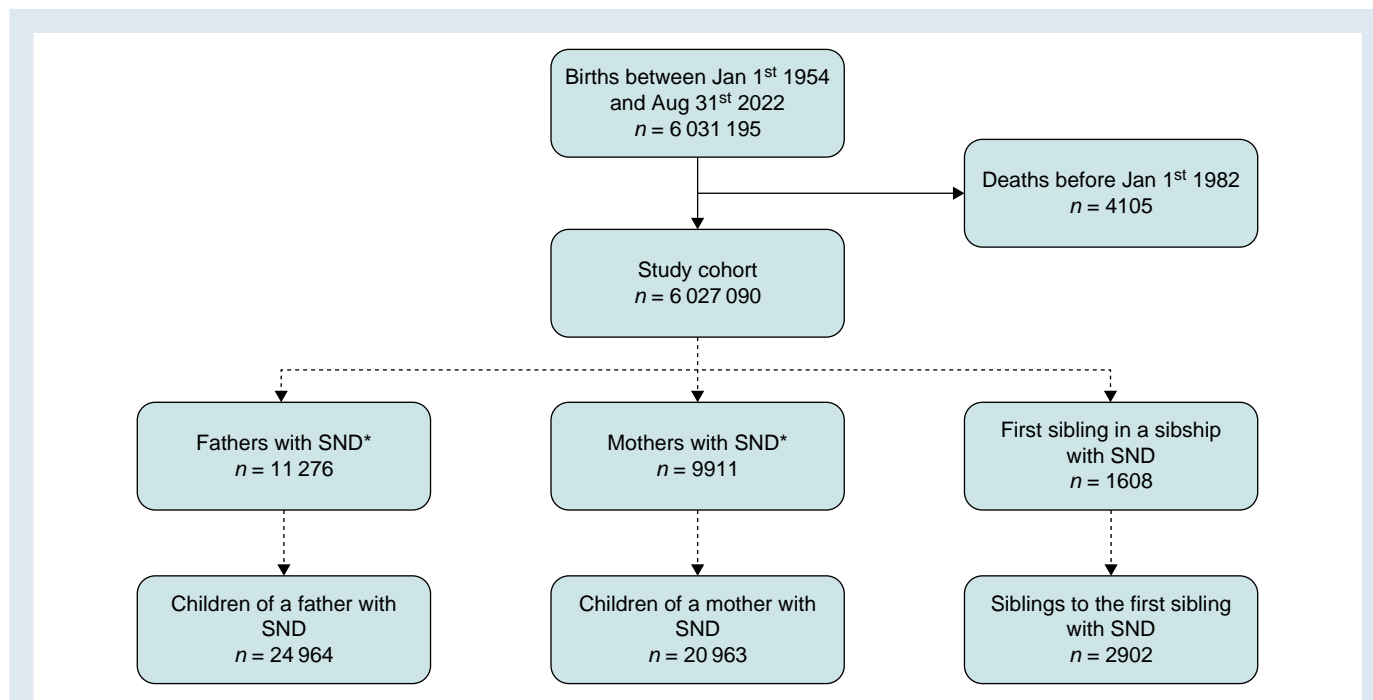 Births between Jan 1st 1954
and Aug 31st 2022
n = 6 031 195
Deaths before Jan 1st 1982
n = 4105
Study cohort
n = 6 027 090
Fathers with SND*
n = 11 276
Mothers with SND*
n = 9911
First sibling in a sibship
with SND
n = 1608
Children of a father with
SND
n = 24 964
Children of a mother with
SND
n = 20 963
Siblings to the first sibling
with SND
n = 2902